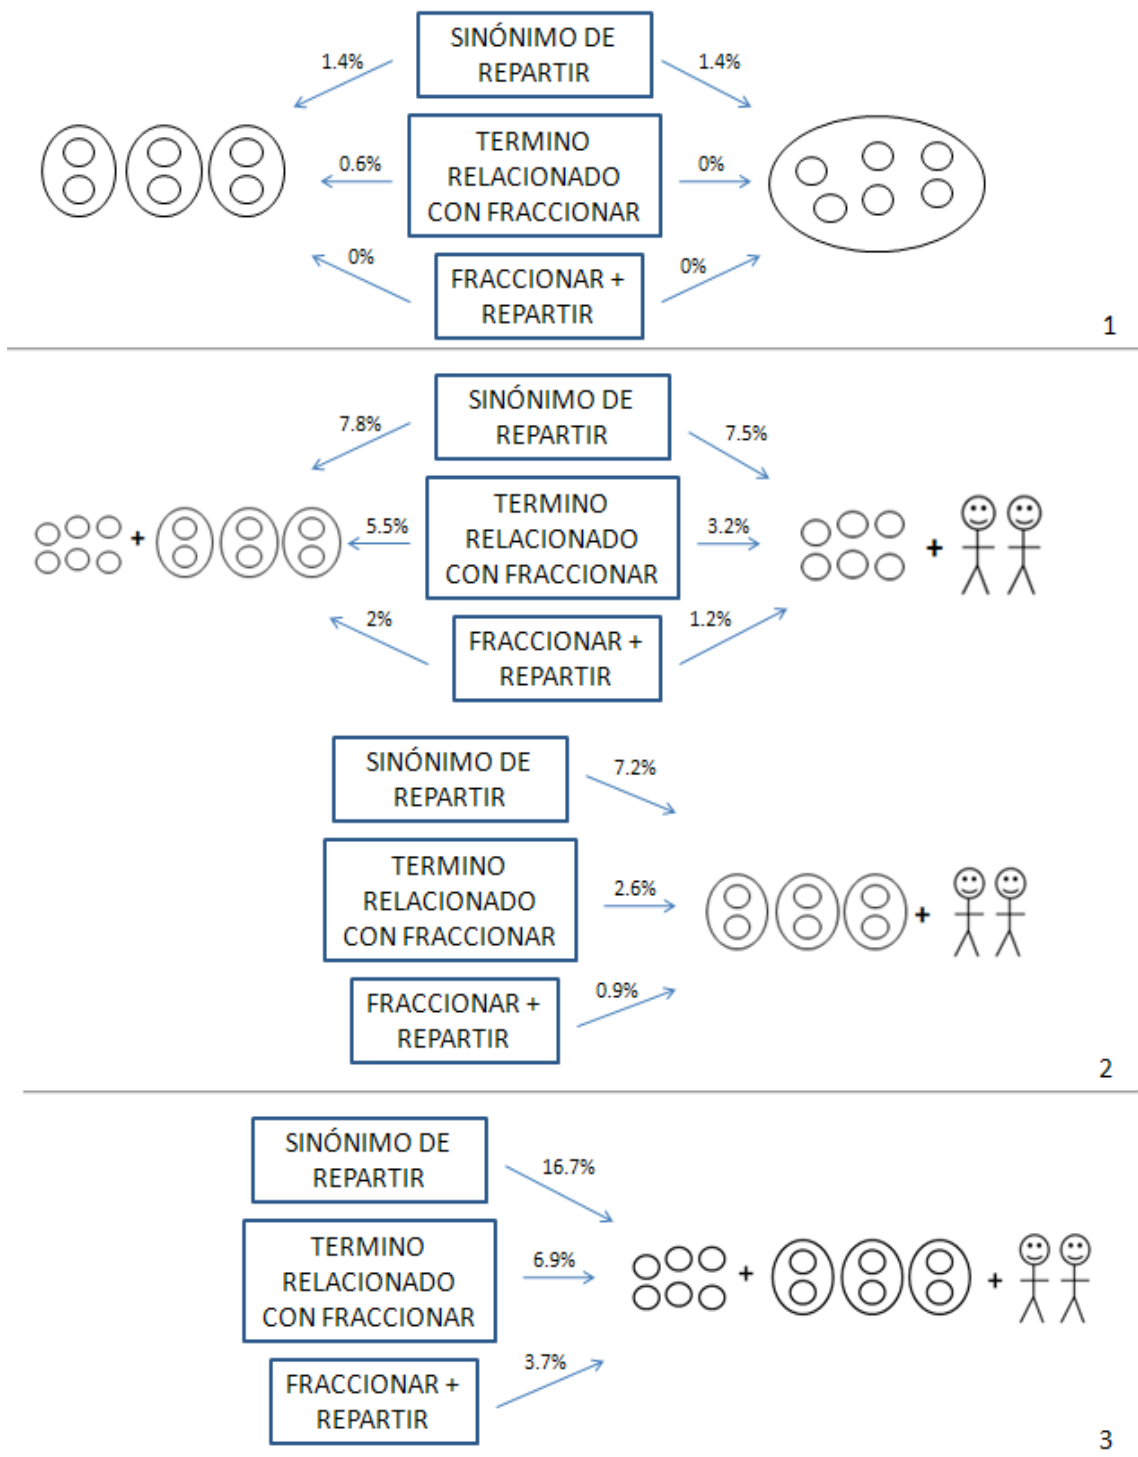 SINÓNIMO DE
REPARTIR
1.4%
1.4%
TERMINO
RELACIONADO
CON FRACCIONAR
0.6%
0%
FRACCIONAR +
REPARTIR
0%
0%
1
SINÓNIMO DE
REPARTIR
7.8%
7.5%
TERMINO
RELACIONADO
CON FRACCIONAR
+
5.5%
3.2%
+
FRACCIONAR +
REPARTIR
2%
1.2%
SINÓNIMO DE
REPARTIR
7.2%
TERMINO
RELACIONADO
CON FRACCIONAR
2.6%
+
FRACCIONAR +
REPARTIR
0.9%
2
SINÓNIMO DE
REPARTIR
16.7%
TERMINO
RELACIONADO
CON FRACCIONAR
6.9%
+
+
FRACCIONAR +
REPARTIR
3.7%
3